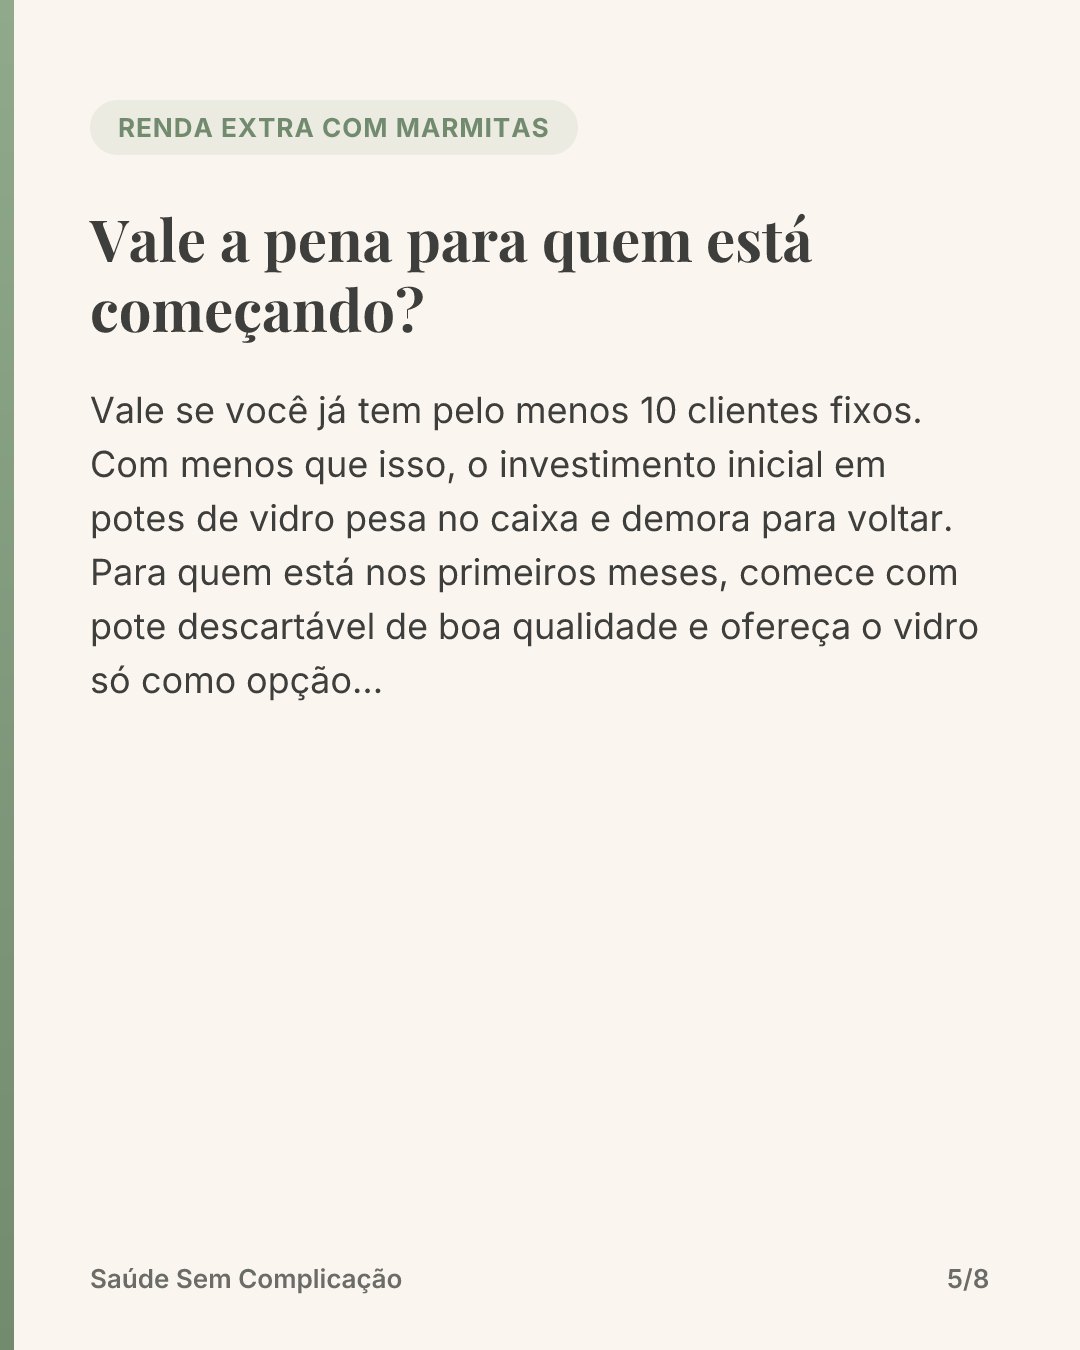 RENDA EXTRA COM MARMITAS
Vale a pena para quem está
começando?
Vale se você já tem pelo menos 10 clientes fixos.
Com menos que isso, o investimento inicial em
potes de vidro pesa no caixa e demora para voltar.
Para quem está nos primeiros meses, comece com
pote descartável de boa qualidade e ofereça o vidro
só como opção...
Saúde Sem Complicação
5/8